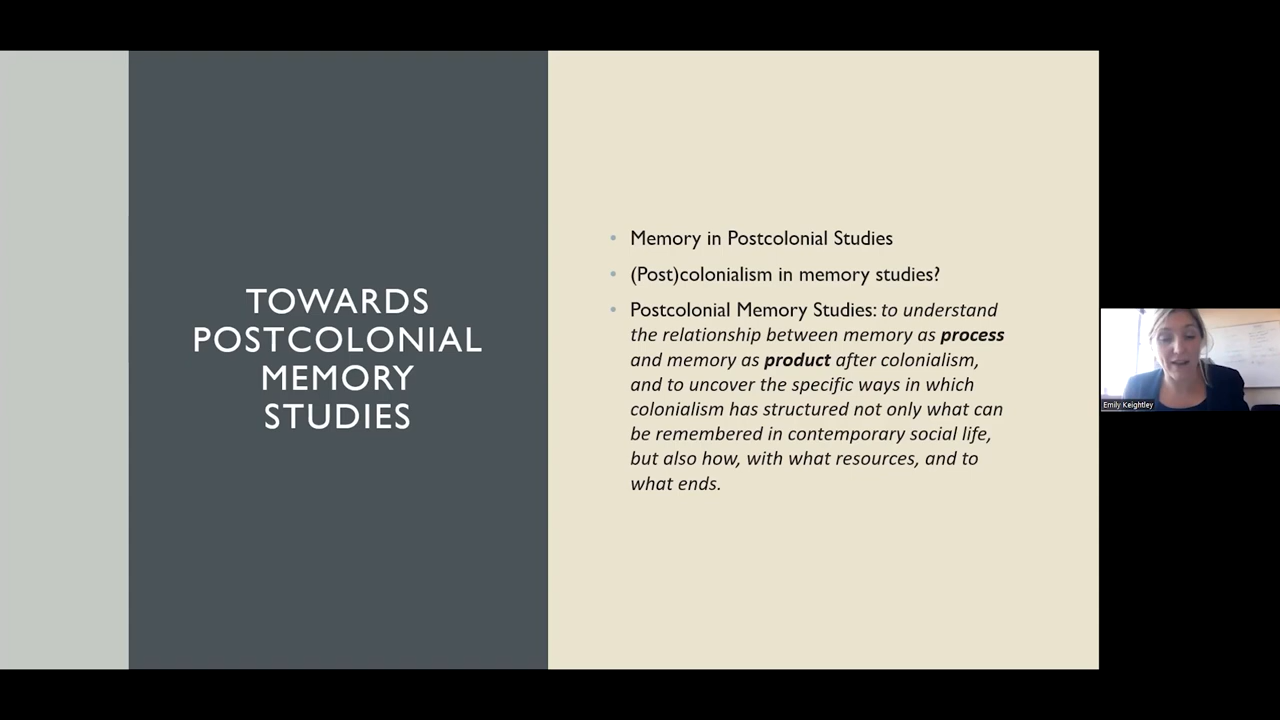 TOWARDS
POSTCOLONIAL
MEMORY
STUDIES
• Memory in Postcolonial Studies
• (Post)colonialism in memory studies?
• Postcolonial Memory Studies: to understand
the relationship between memory as process
and memory as product after colonialism,
and to uncover the specific ways in which
colonialism has structured not only what can
be remembered in contemporary social life,
but also how, with what resources, and to
what ends.
Emily Keightley